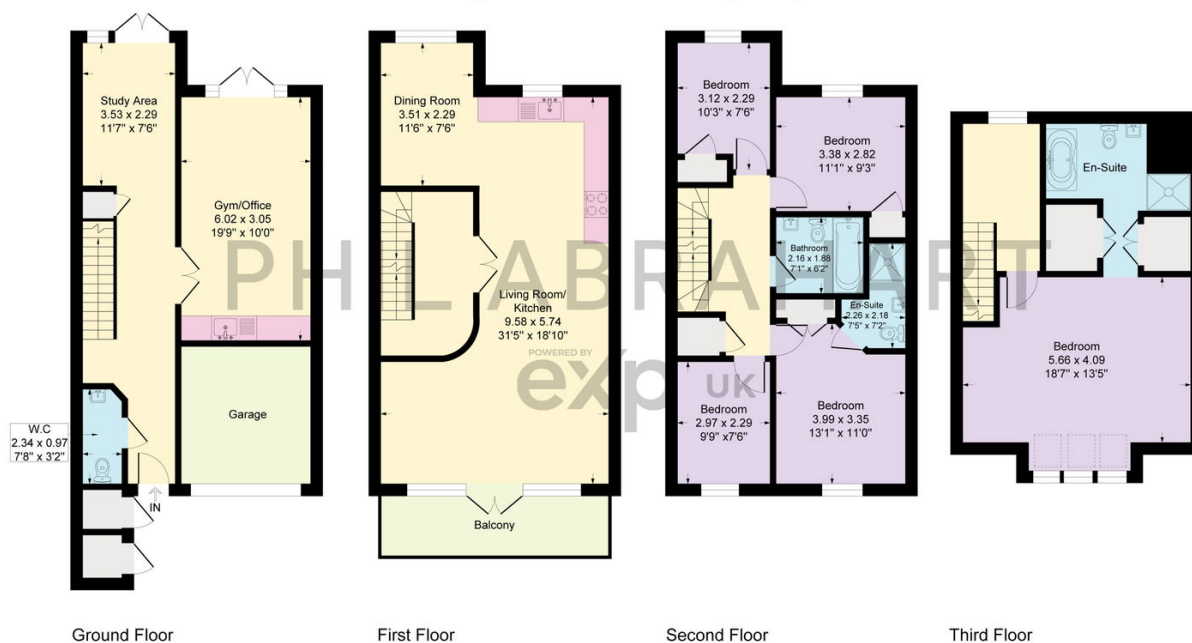 Study Area
3.53 x 2.29
11'7" x 7'6"
Gym/Office
6.02 x 3.05
19'9" x 10'0"
Garage
W.C
2.34 x 0.97
7'8" x 3'2"
IN
Ground Floor
Dining Room
3.51 x 2.29
11'6" x 7'6"
Living Room/
Kitchen
9.58 x 5.74
31'5" x 18'10"
Balcony
First Floor
Bedroom
3.12 x 2.29
10'3" x 7'6"
Bedroom
3.38 x 2.82
11'1" x 9'3"
Bathroom
2.16 x 1.88
7'1" x 6'2"
En-Suite
2.26 x 2.18
7'5" x 7'2"
Bedroom
2.97 x 2.29
9'9" x7'6"
Bedroom
3.99 x 3.35
13'1" x 11'0"
Second Floor
En-Suite
Bedroom
5.66 x 4.09
18'7" x 13'5"
Third Floor
PHIL ABRAHART
POWERED BY
exp UK